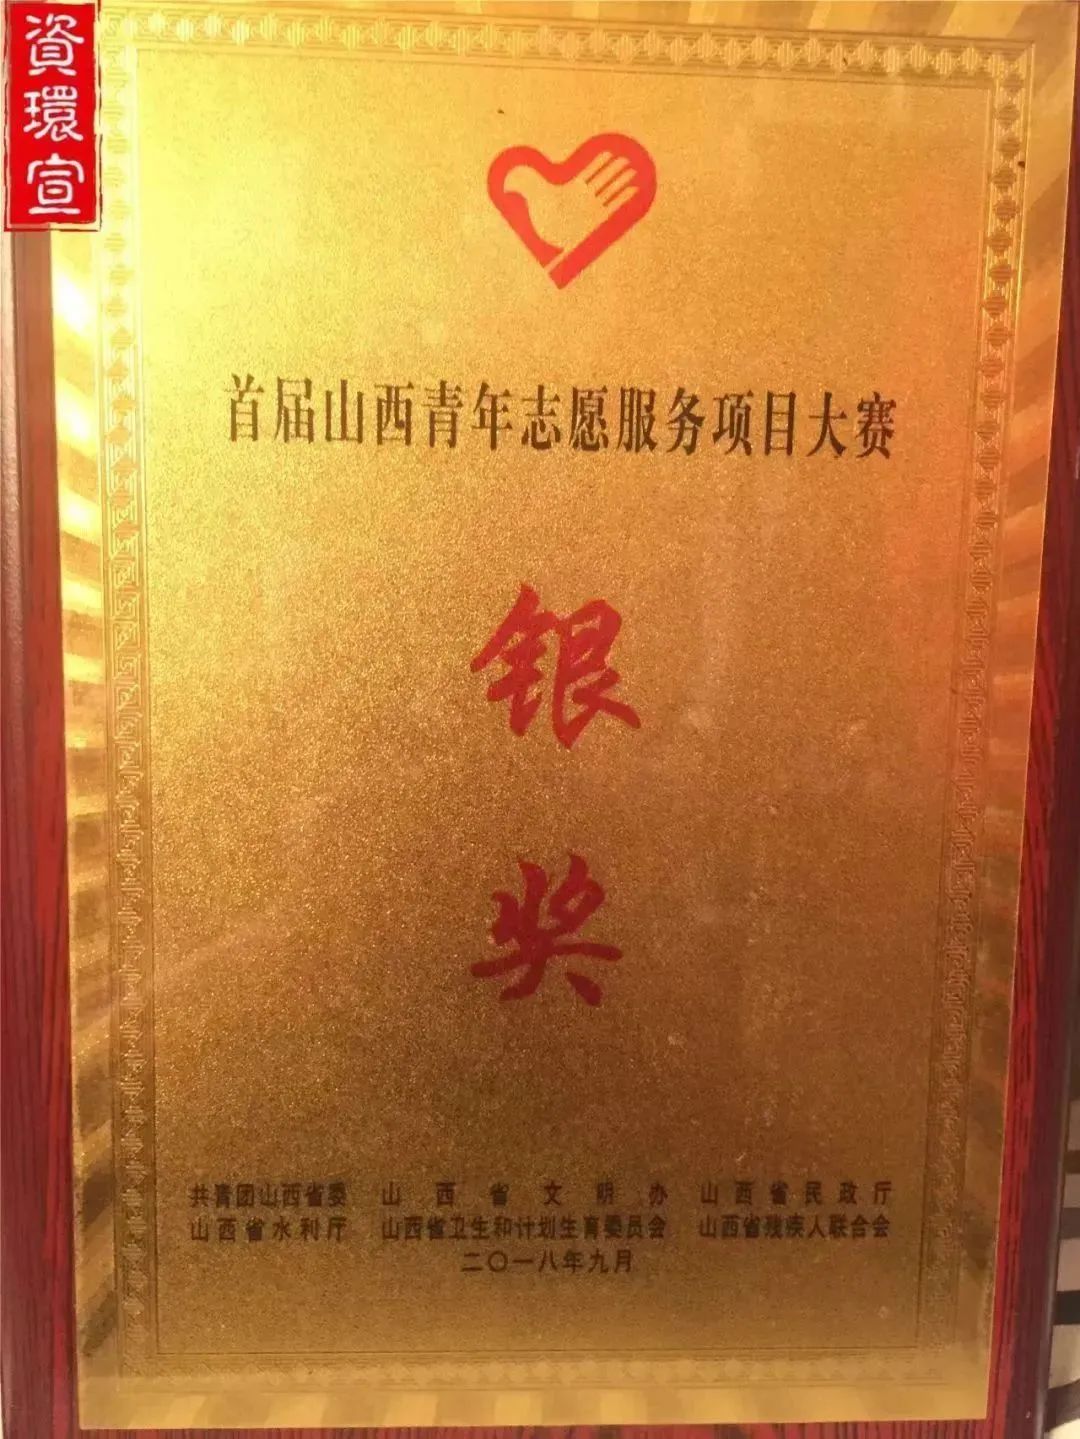 資環宣
首届山西青年志愿服务项目大赛
银
奖
共青团山西省委 山西省文明办 山西省民政厅
山西省水利厅 山西省卫生和计划生育委员会 山西省残疾人联合会
二〇一八年九月